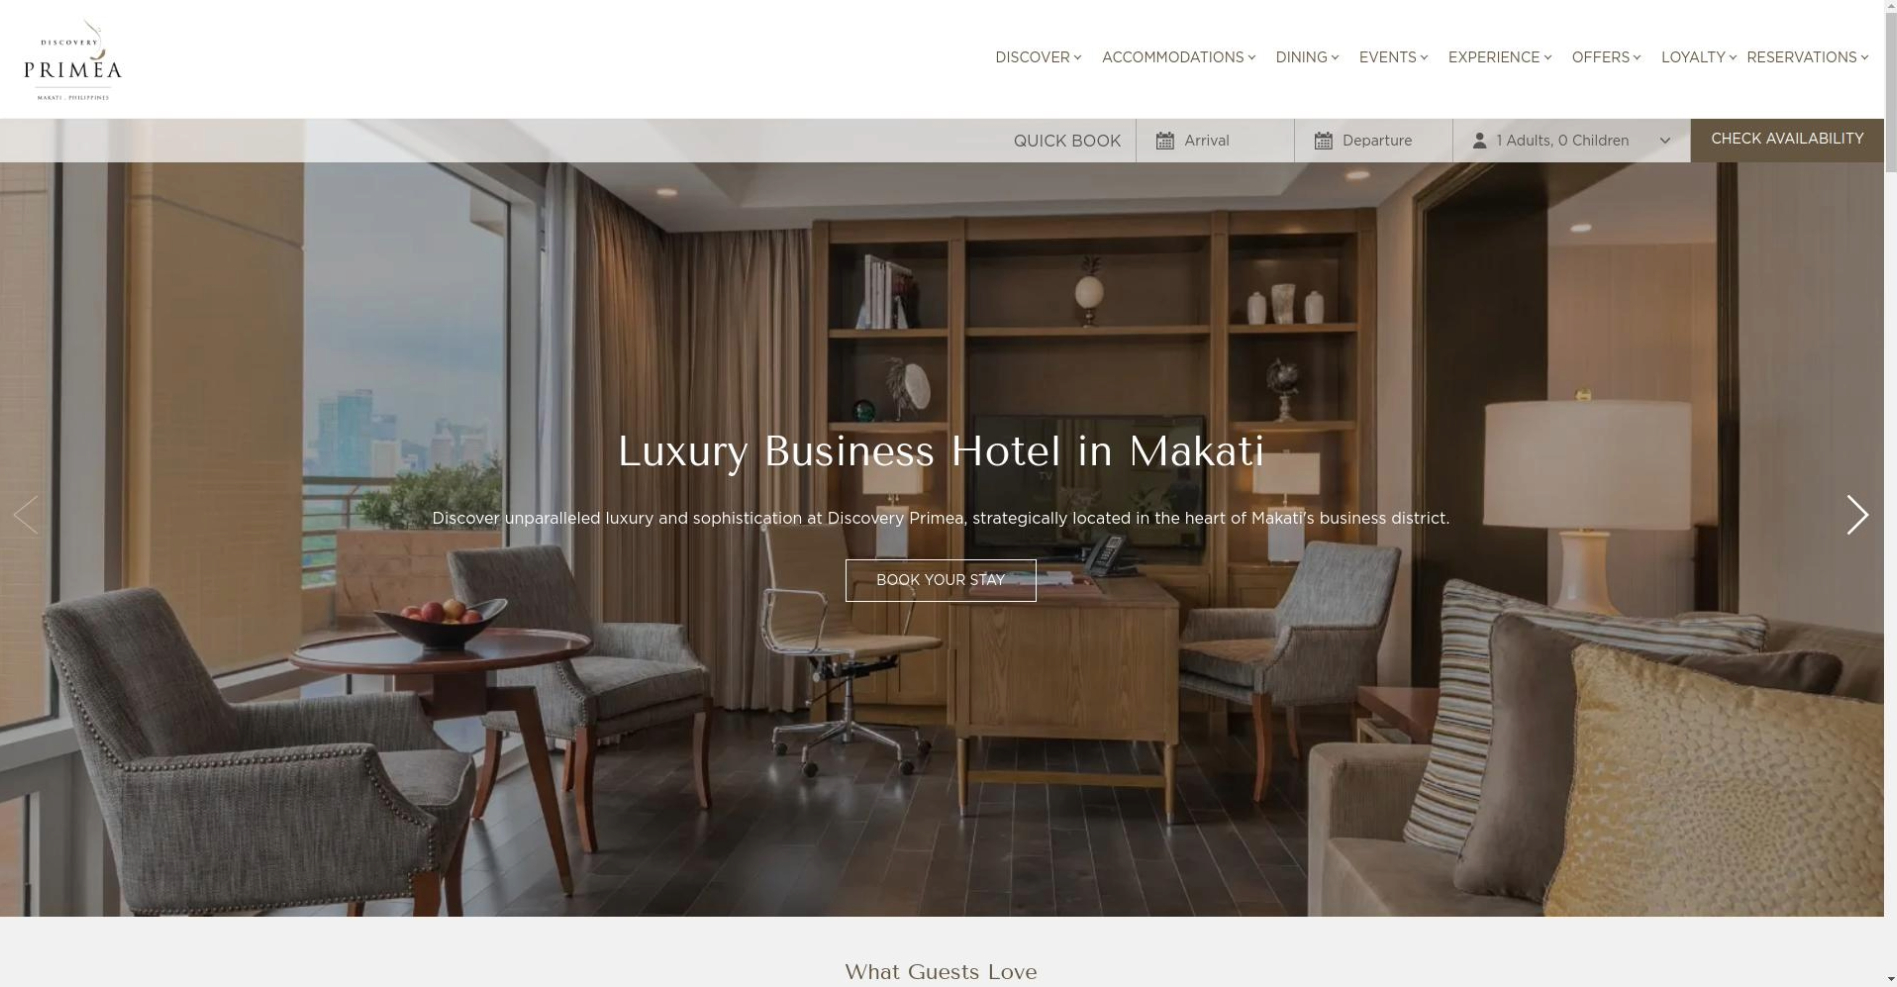 DISCOVERY
PRIMEA
MAKATI . PHILIPPINES
DISCOVER ACCOMMODATIONS DINING EVENTS EXPERIENCE OFFERS LOYALTY RESERVATIONS
QUICK BOOK Arrival Departure 1 Adults, 0 Children CHECK AVAILABILITY
Luxury Business Hotel in Makati
Discover unparalleled luxury and sophistication at Discovery Primea, strategically located in the heart of Makati's business district.
BOOK YOUR STAY
What Guests Love